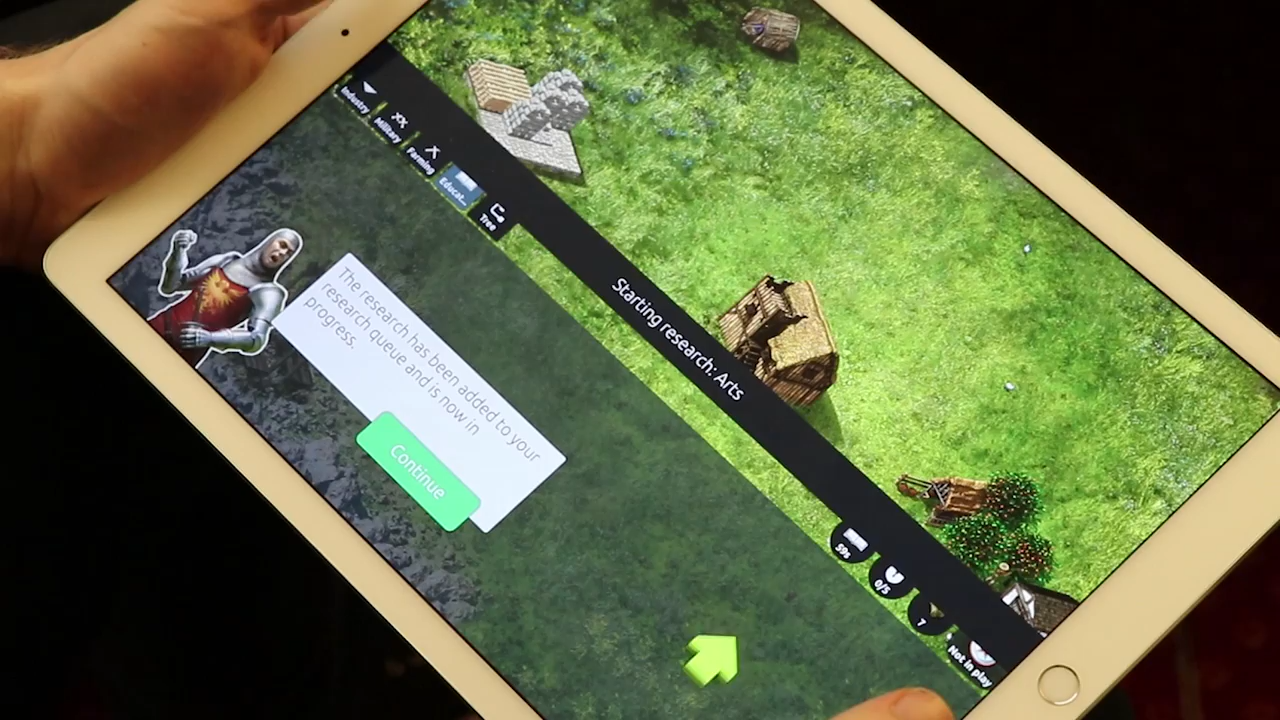 Industry
Military
Farming
Educat...
Tree
Starting research: Arts
The research has been added to your
research queue and is now in
progress.
Continue
59s
0/5
7
Not in play